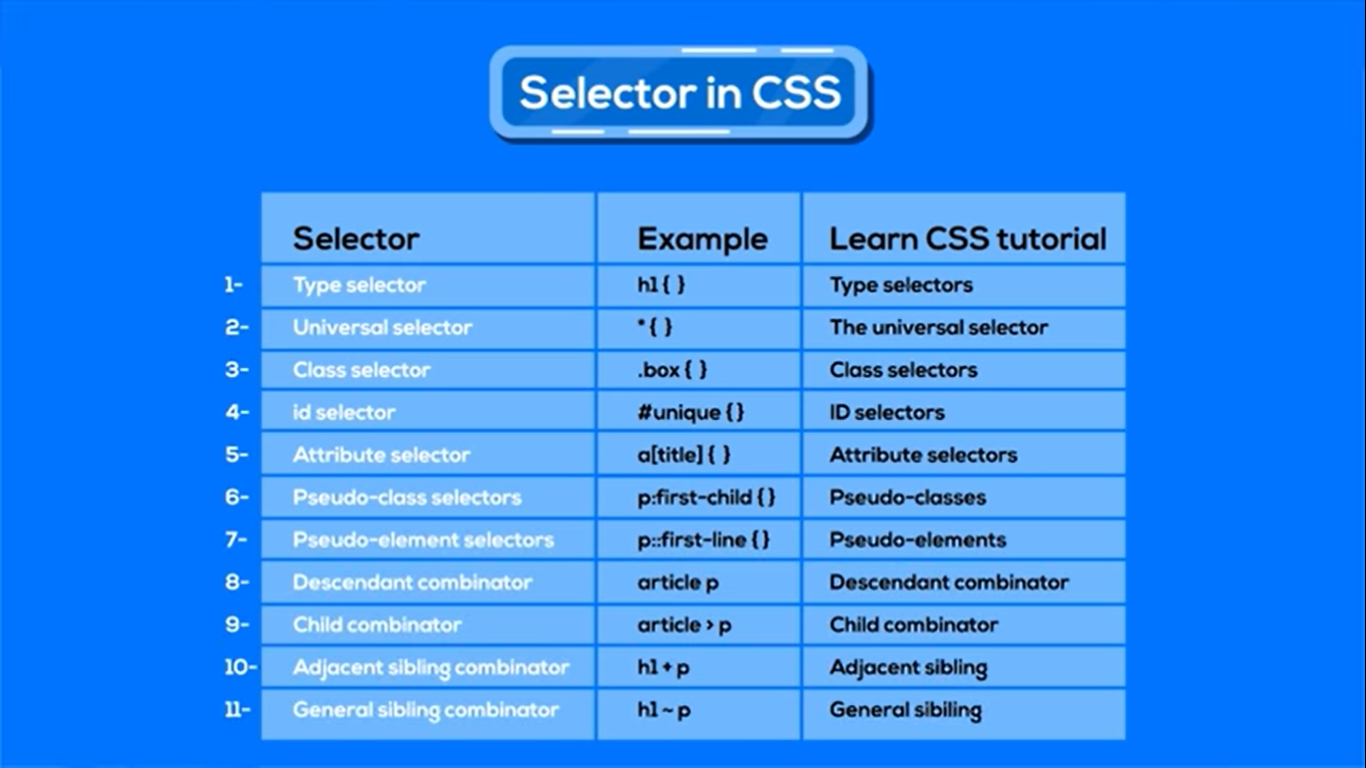 Selector in CSS
Selector Example Learn CSS tutorial
1- Type selector h1 { } Type selectors
2- Universal selector * { } The universal selector
3- Class selector .box { } Class selectors
4- id selector #unique { } ID selectors
5- Attribute selector a[title] { } Attribute selectors
6- Pseudo-class selectors p:first-child { } Pseudo-classes
7- Pseudo-element selectors p::first-line { } Pseudo-elements
8- Descendant combinator article p Descendant combinator
9- Child combinator article > p Child combinator
10- Adjacent sibling combinator h1 + p Adjacent sibling
11- General sibling combinator h1 ~ p General sibiling